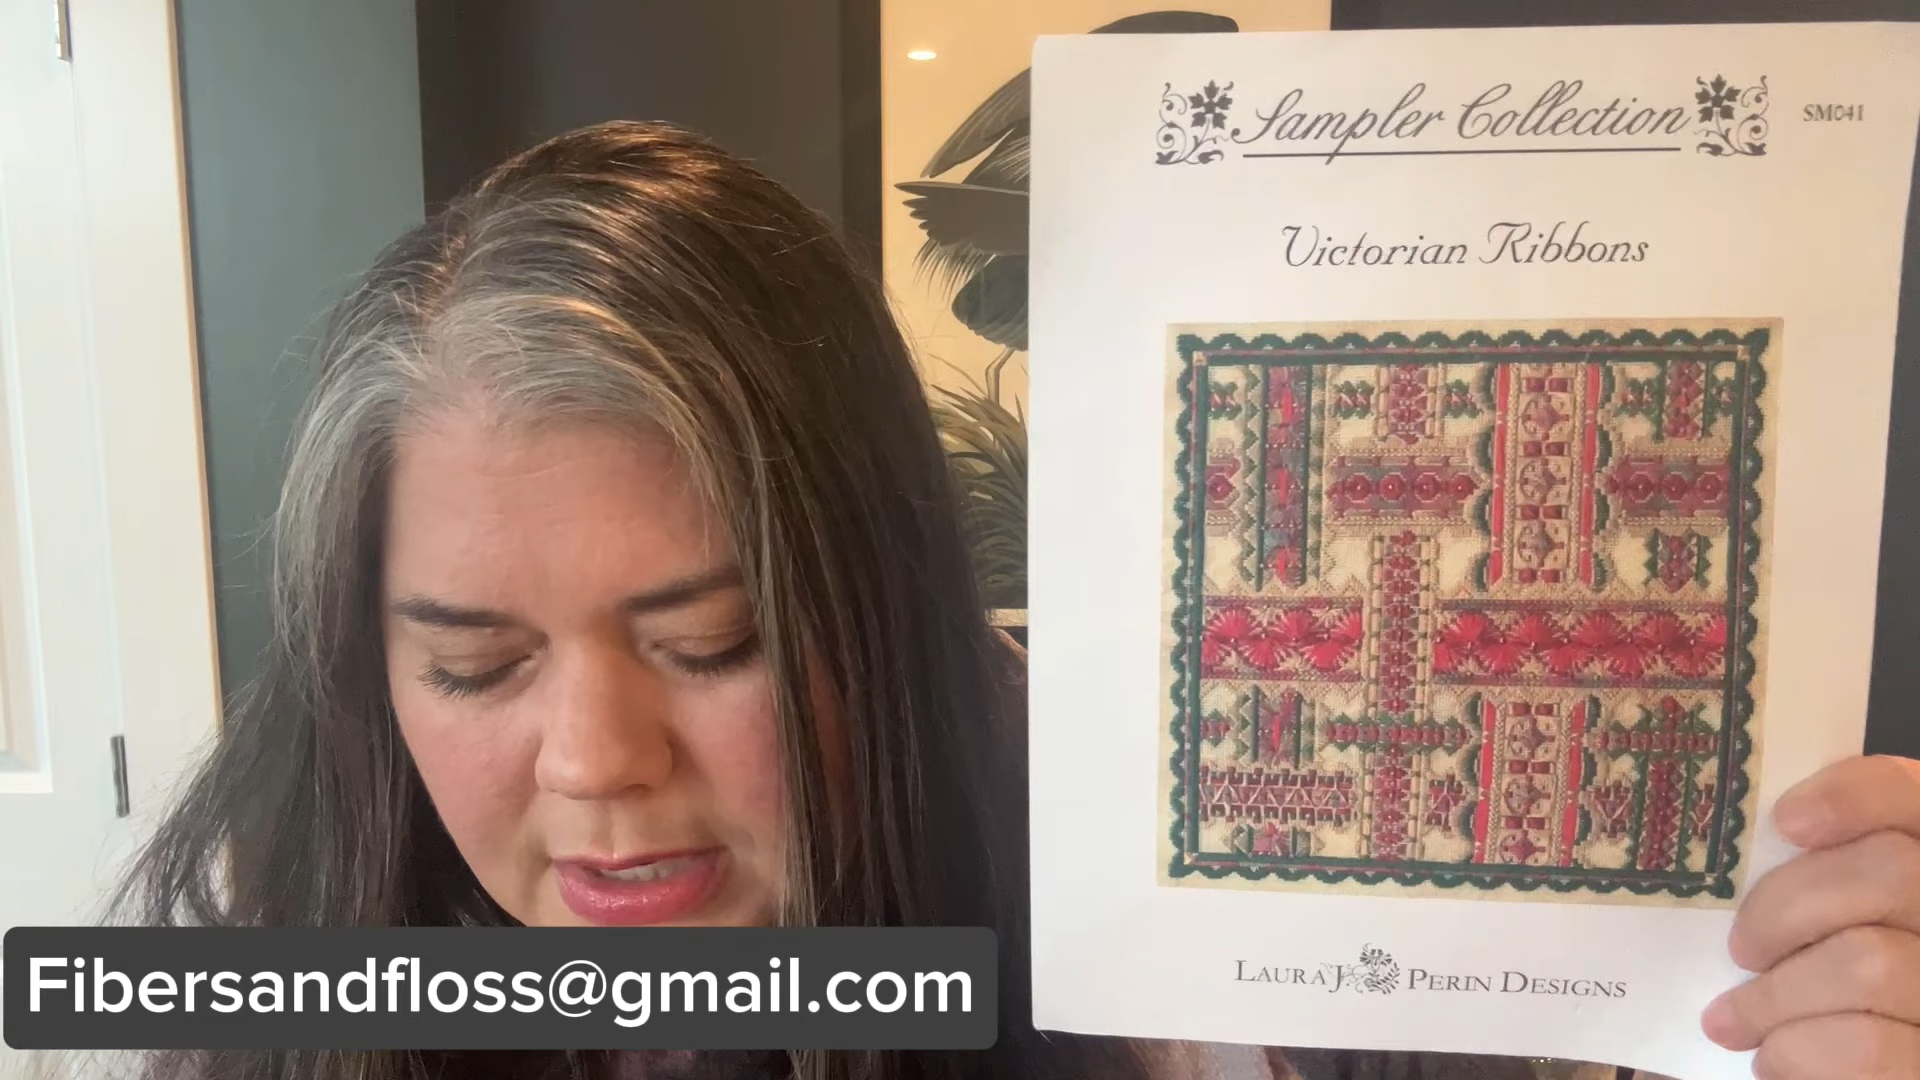 Sampler Collection
SM041
Victorian Ribbons
LAURA J. PERIN DESIGNS
Fibersandfloss@gmail.com